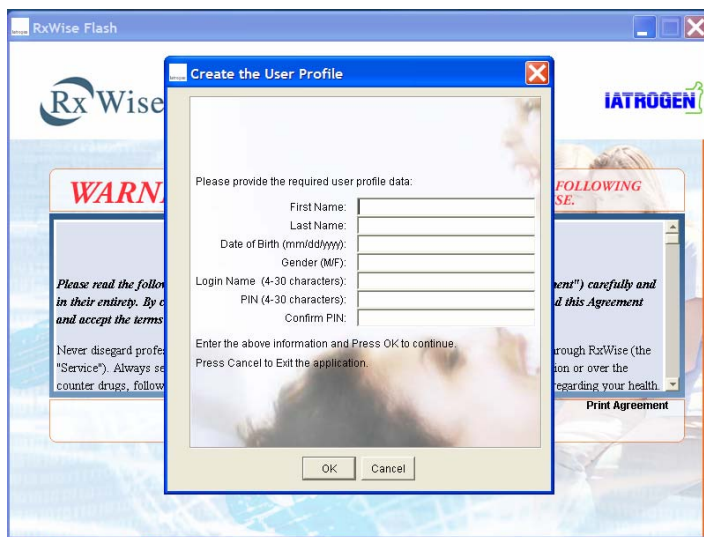 RxWise Flash
Rx Wise
IATROGEN
WARN
FOLLOWING
SE.
Please read the follow
ent") carefully and
in their entirety. By c
d this Agreement
and accept the terms
Never disegard profes
rough RxWise (the
"Service"). Always se
ion or over the
counter drugs, follow
regarding your health.
Print Agreement
Create the User Profile
Please provide the required user profile data:
First Name:
Last Name:
Date of Birth (mm/dd/yyyy):
Gender (M/F):
Login Name (4-30 characters):
PIN (4-30 characters):
Confirm PIN:
Enter the above information and Press OK to continue.
Press Cancel to Exit the application.
OK
Cancel